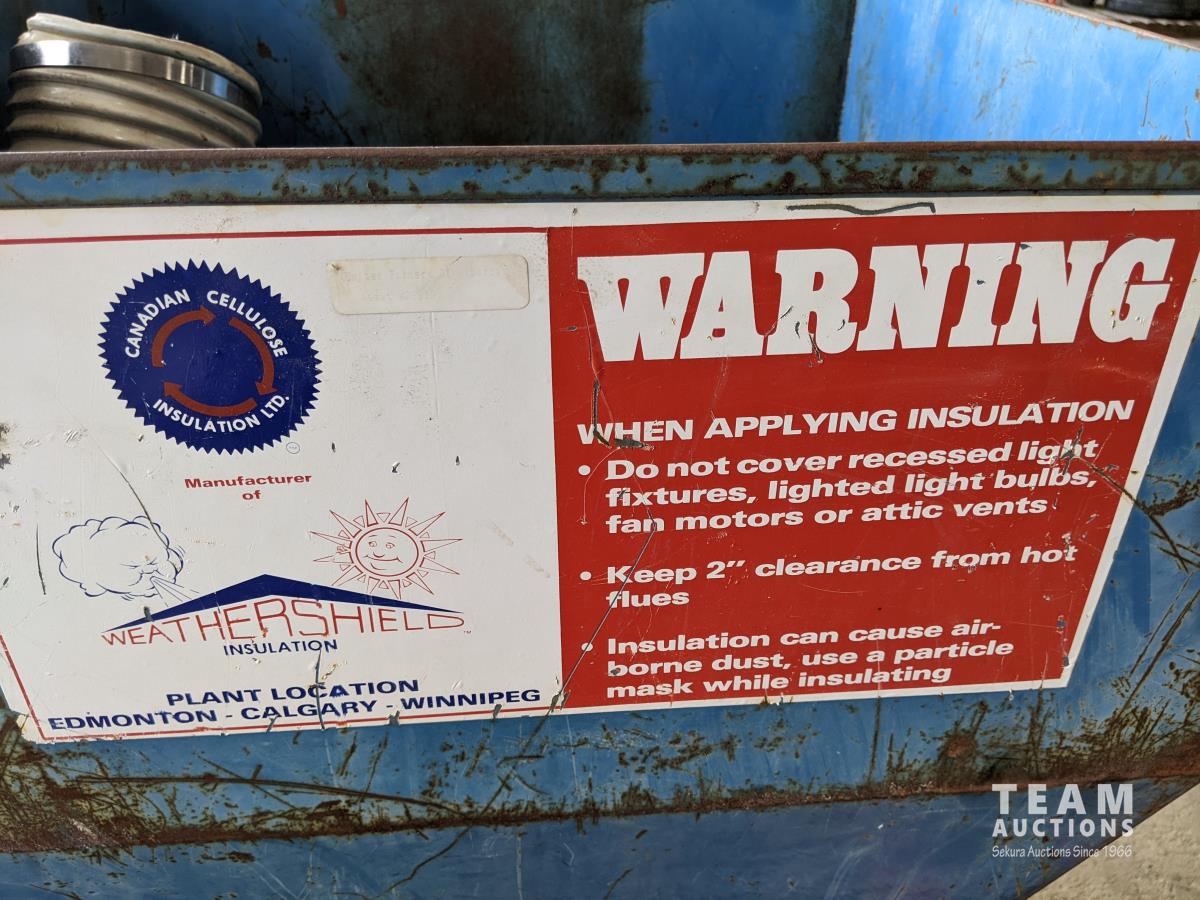 CANADIAN CELLULOSE
INSULATION LTD.
Manufacturer
of
WEATHERSHIELD
INSULATION
PLANT LOCATION
EDMONTON - CALGARY - WINNIPEG
WARNING
WHEN APPLYING INSULATION
• Do not cover recessed light
fixtures, lighted light bulbs,
fan motors or attic vents
• Keep 2" clearance from hot
flues
• Insulation can cause air-
borne dust, use a particle
mask while insulating
TEAM
AUCTIONS
Sekura Auctions Since 1966